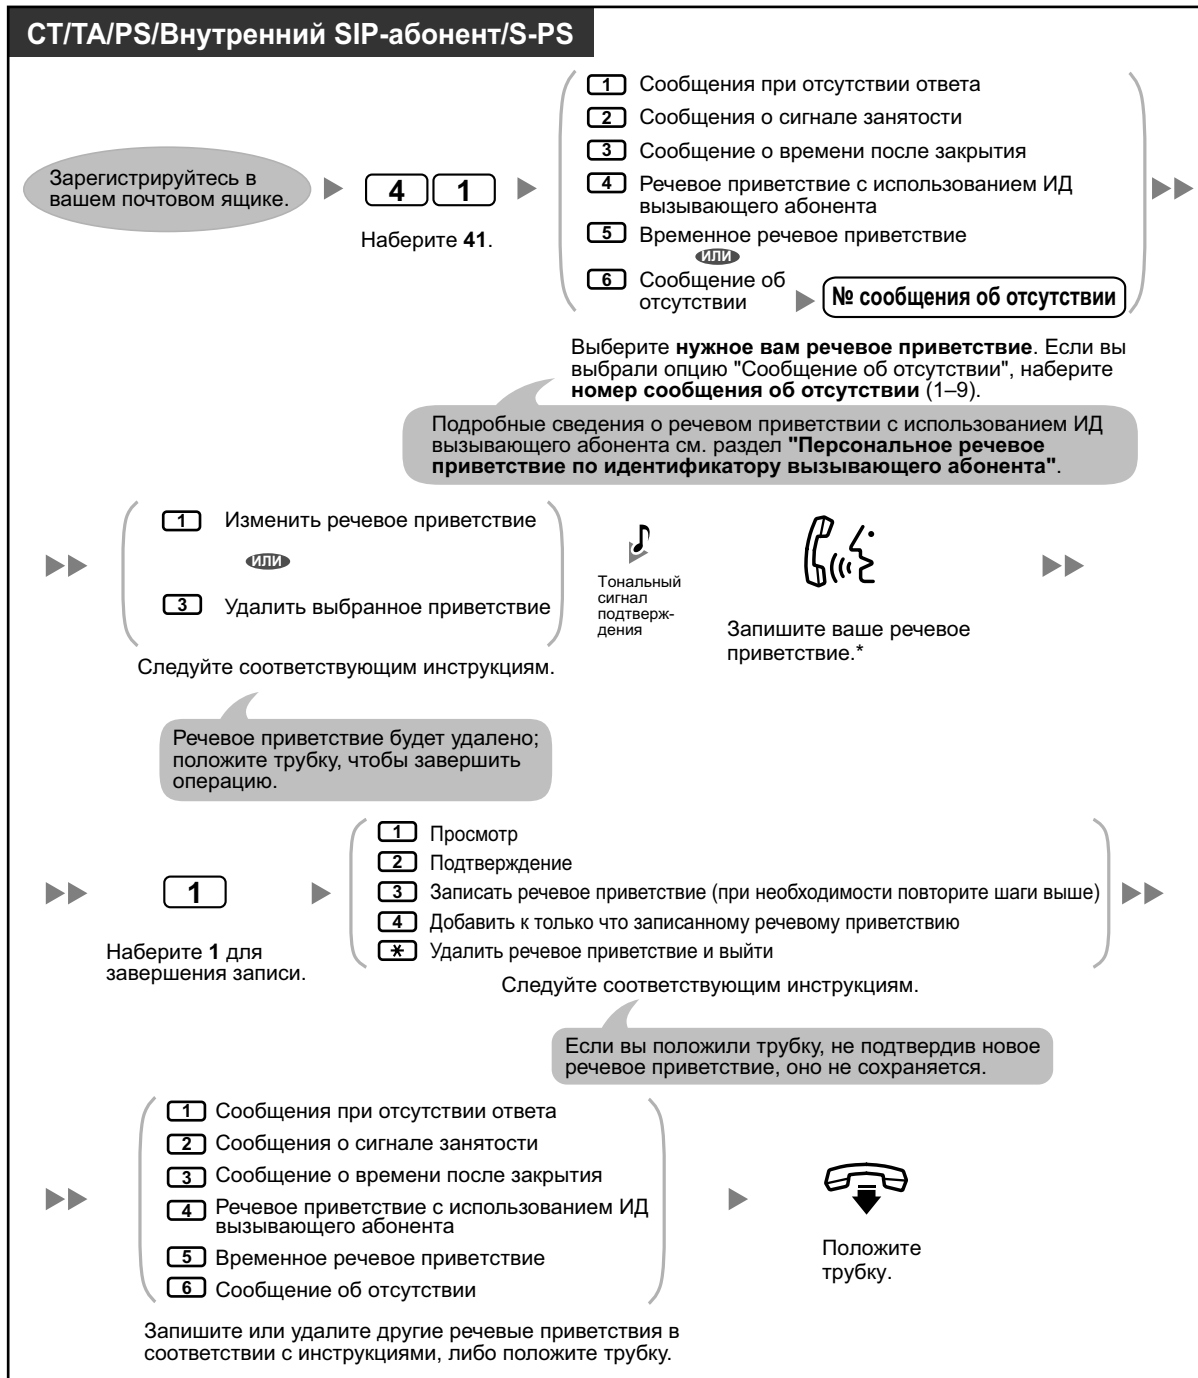 СТ/ТА/PS/Внутренний SIP-абонент/S-PS
Зарегистрируйтесь в
вашем почтовом ящике.
4 1
Наберите 41.
1 Сообщения при отсутствии ответа
2 Сообщения о сигнале занятости
3 Сообщение о времени после закрытия
4 Речевое приветствие с использованием ИД
вызывающего абонента
5 Временное речевое приветствие
ИЛИ
6 Сообщение об
отсутствии
№ сообщения об отсутствии
Выберите нужное вам речевое приветствие. Если вы
выбрали опцию "Сообщение об отсутствии", наберите
номер сообщения об отсутствии (1–9).
Подробные сведения о речевом приветствии с использованием ИД
вызывающего абонента см. раздел "Персональное речевое
приветствие по идентификатору вызывающего абонента".
1 Изменить речевое приветствие
ИЛИ
3 Удалить выбранное приветствие
Следуйте соответствующим инструкциям.
Тональный
сигнал
подтверж-
дения
Запишите ваше речевое
приветствие.*
Речевое приветствие будет удалено;
положите трубку, чтобы завершить
операцию.
1
Наберите 1 для
завершения записи.
1 Просмотр
2 Подтверждение
3 Записать речевое приветствие (при необходимости повторите шаги выше)
4 Добавить к только что записанному речевому приветствию
* Удалить речевое приветствие и выйти
Следуйте соответствующим инструкциям.
Если вы положили трубку, не подтвердив новое
речевое приветствие, оно не сохраняется.
1 Сообщения при отсутствии ответа
2 Сообщения о сигнале занятости
3 Сообщение о времени после закрытия
4 Речевое приветствие с использованием ИД
вызывающего абонента
5 Временное речевое приветствие
6 Сообщение об отсутствии
Запишите или удалите другие речевые приветствия в
соответствии с инструкциями, либо положите трубку.
Положите
трубку.